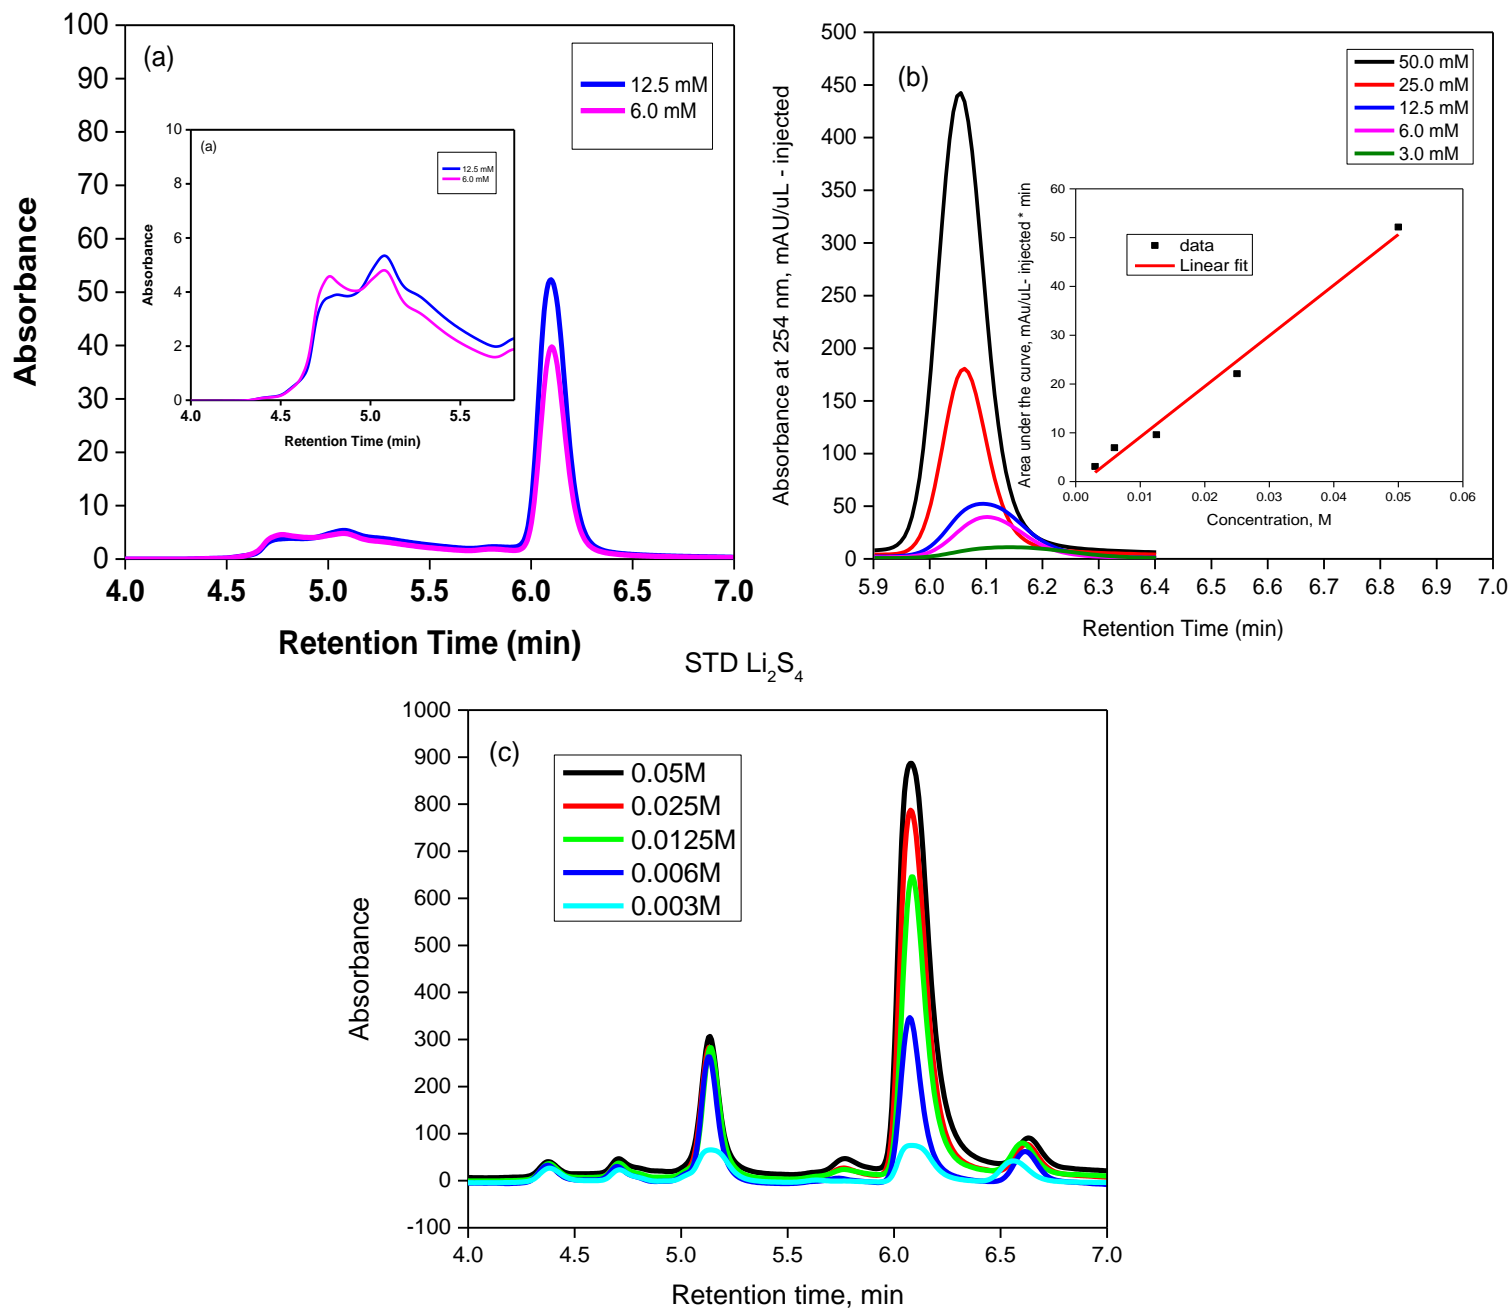 100
90
80
70
60
50
40
30
20
10
0
4.0 4.5 5.0 5.5 6.0 6.5 7.0
Absorbance
Retention Time (min)
(a)
12.5 mM
6.0 mM
10
8
6
4
2
0
4.0 4.5 5.0 5.5
Absorbance
Retention Time (min)
(a)
12.5 mM
6.0 mM
500
450
400
350
300
250
200
150
100
50
0
5.9 6.0 6.1 6.2 6.3 6.4 6.5 6.6 6.7 6.8 6.9 7.0
Absorbance at 254 nm, mAU/uL - injected
Retention Time (min)
(b)
50.0 mM
25.0 mM
12.5 mM
6.0 mM
3.0 mM
60
50
40
30
20
10
0
0.00 0.01 0.02 0.03 0.04 0.05 0.06
Area under the curve, mAu/uL- injected * min
Concentration, M
data
Linear fit
STD Li₂S₄
1000
900
800
700
600
500
400
300
200
100
0
-100
4.0 4.5 5.0 5.5 6.0 6.5 7.0
Absorbance
Retention time, min
(c)
0.05M
0.025M
0.0125M
0.006M
0.003M